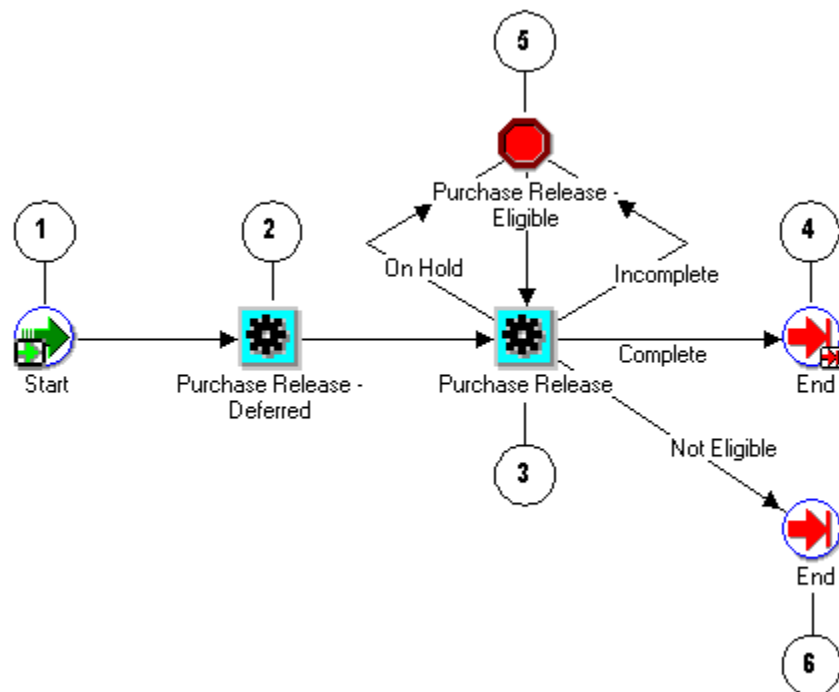 5
Purchase Release -
Eligible
1
2
4
On Hold
Incomplete
Start
Purchase Release -
Deferred
Purchase Release
Complete
End
Not Eligible
3
End
6